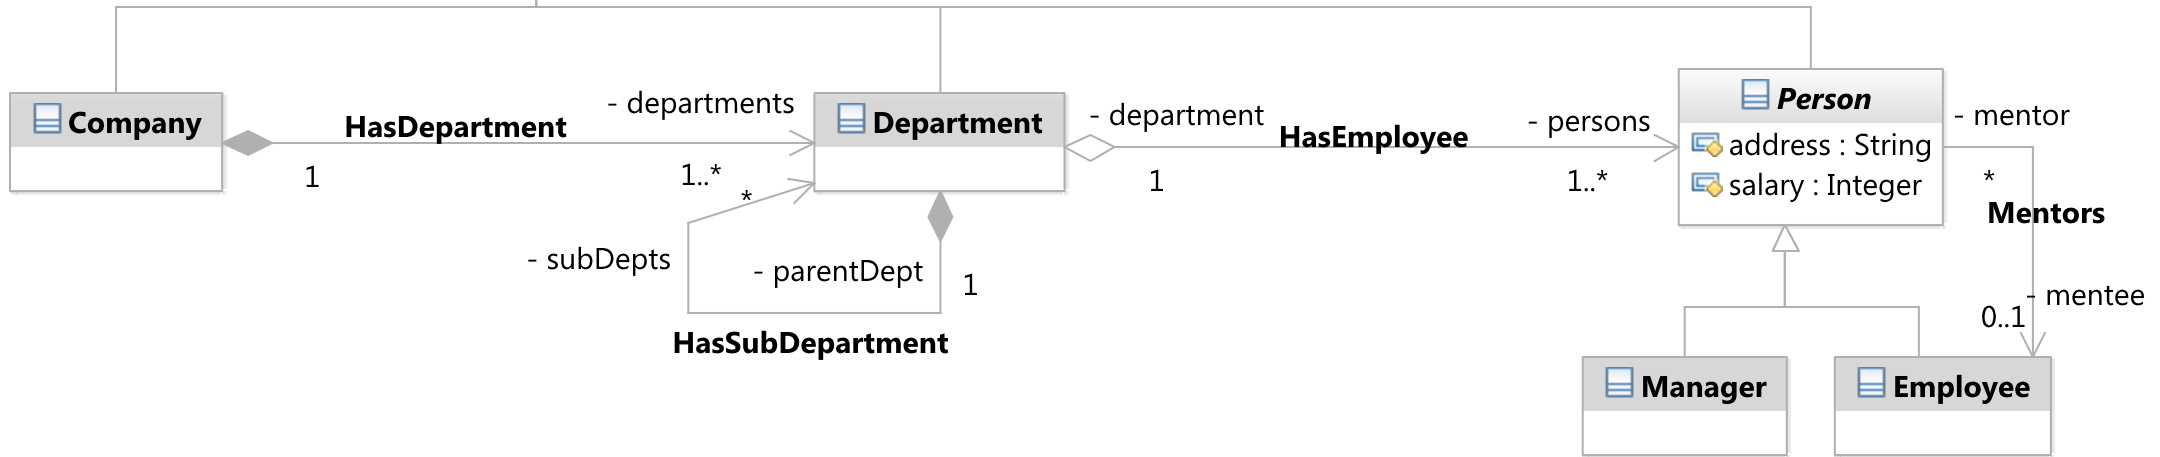 Company
HasDepartment
- departments
1
1..*
Department
- department
HasEmployee
- persons
1
1..*
Person
address : String
salary : Integer
- mentor
*
Mentors
- mentee
0..1
*
- subDepts
- parentDept
1
HasSubDepartment
Manager
Employee